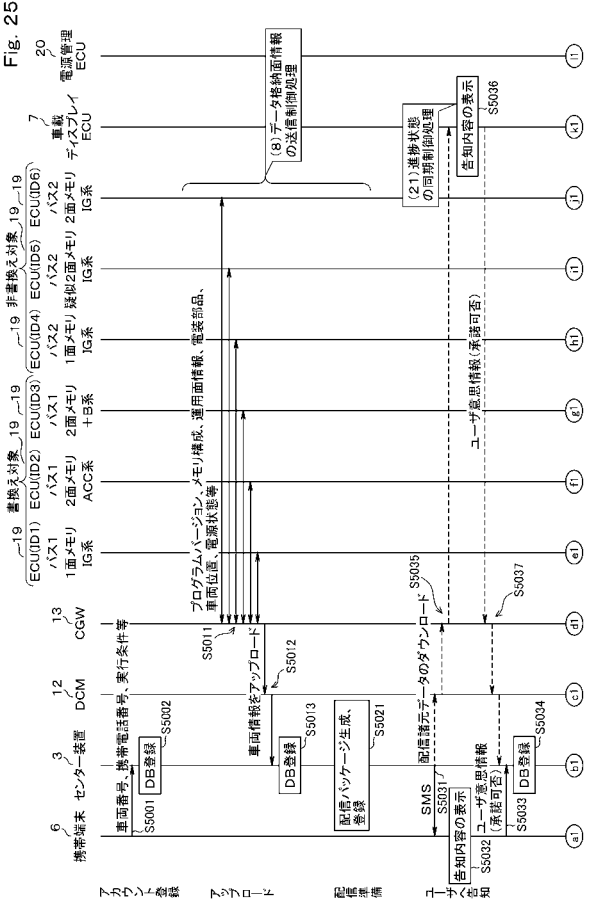 Fig. 25
6
携帯端末
3
センター装置
12
DCM
13
CGW
書換え対象
非書換え対象
19
ECU(ID1)
バス1
1面メモリ
IG系
19
ECU(ID2)
バス1
2面メモリ
ACC系
19
ECU(ID3)
バス1
2面メモリ
+B系
19
ECU(ID4)
バス2
1面メモリ
IG系
19
ECU(ID5)
バス2
疑似2面メモリ
IG系
19
ECU(ID6)
バス2
2面メモリ
IG系
7
車載
ディスプレイ
ECU
20
電源管理
ECU
アカウント登録
車両番号、携帯電話番号、実行条件等
S5001
DB登録
S5002
アップロード
プログラムバージョン、メモリ構成、運用面情報、電装部品、
車両位置、電源状態等
S5011
(8)データ格納面情報
の送信制御処理
車両情報をアップロード
S5012
DB登録
S5013
配信準備
配信パッケージ生成、
登録
S5021
ユーザへ告知
SMS
S5031
配信諸元データのダウンロード
S5035
告知内容の表示
S5032
(21)進捗状態
の同期制御処理
告知内容の表示
S5036
ユーザ意思情報
(承諾可否)
S5033
DB登録
S5034
ユーザ意思情報(承諾可否)
S5037
a1
b1
c1
d1
e1
f1
g1
h1
i1
j1
k1
l1